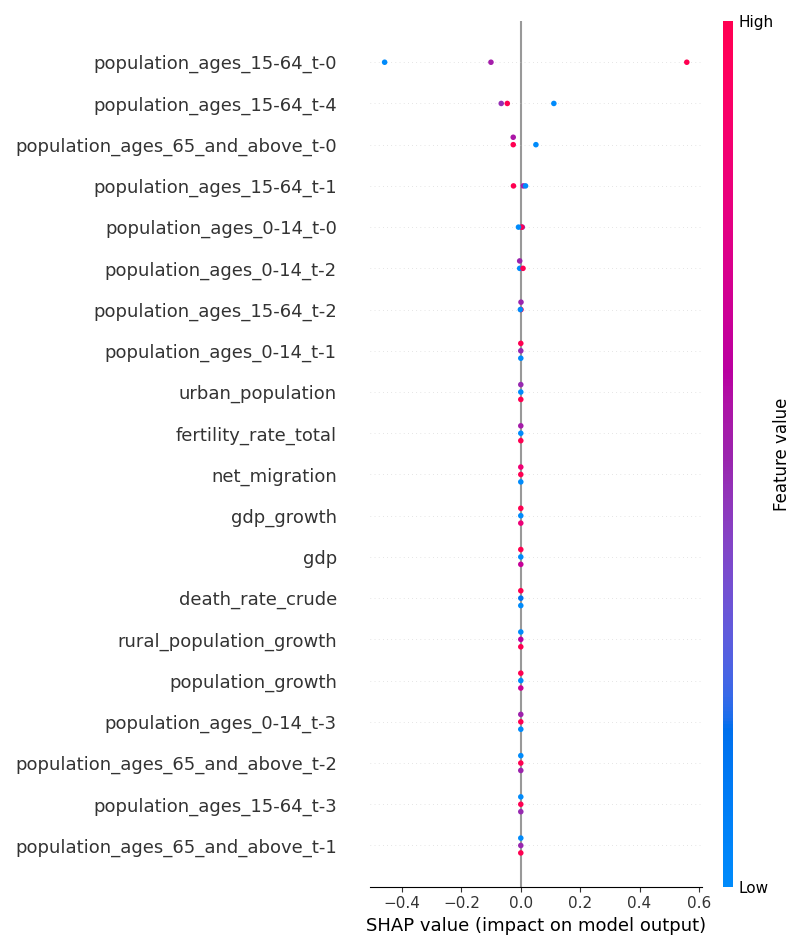 High
population_ages_15-64_t-0
population_ages_15-64_t-4
population_ages_65_and_above_t-0
population_ages_15-64_t-1
population_ages_0-14_t-0
population_ages_0-14_t-2
population_ages_15-64_t-2
population_ages_0-14_t-1
urban_population
fertility_rate_total
net_migration
gdp_growth
gdp
death_rate_crude
rural_population_growth
population_growth
population_ages_0-14_t-3
population_ages_65_and_above_t-2
population_ages_15-64_t-3
population_ages_65_and_above_t-1
Feature value
Low
−0.4 −0.2 0.0 0.2 0.4 0.6
SHAP value (impact on model output)